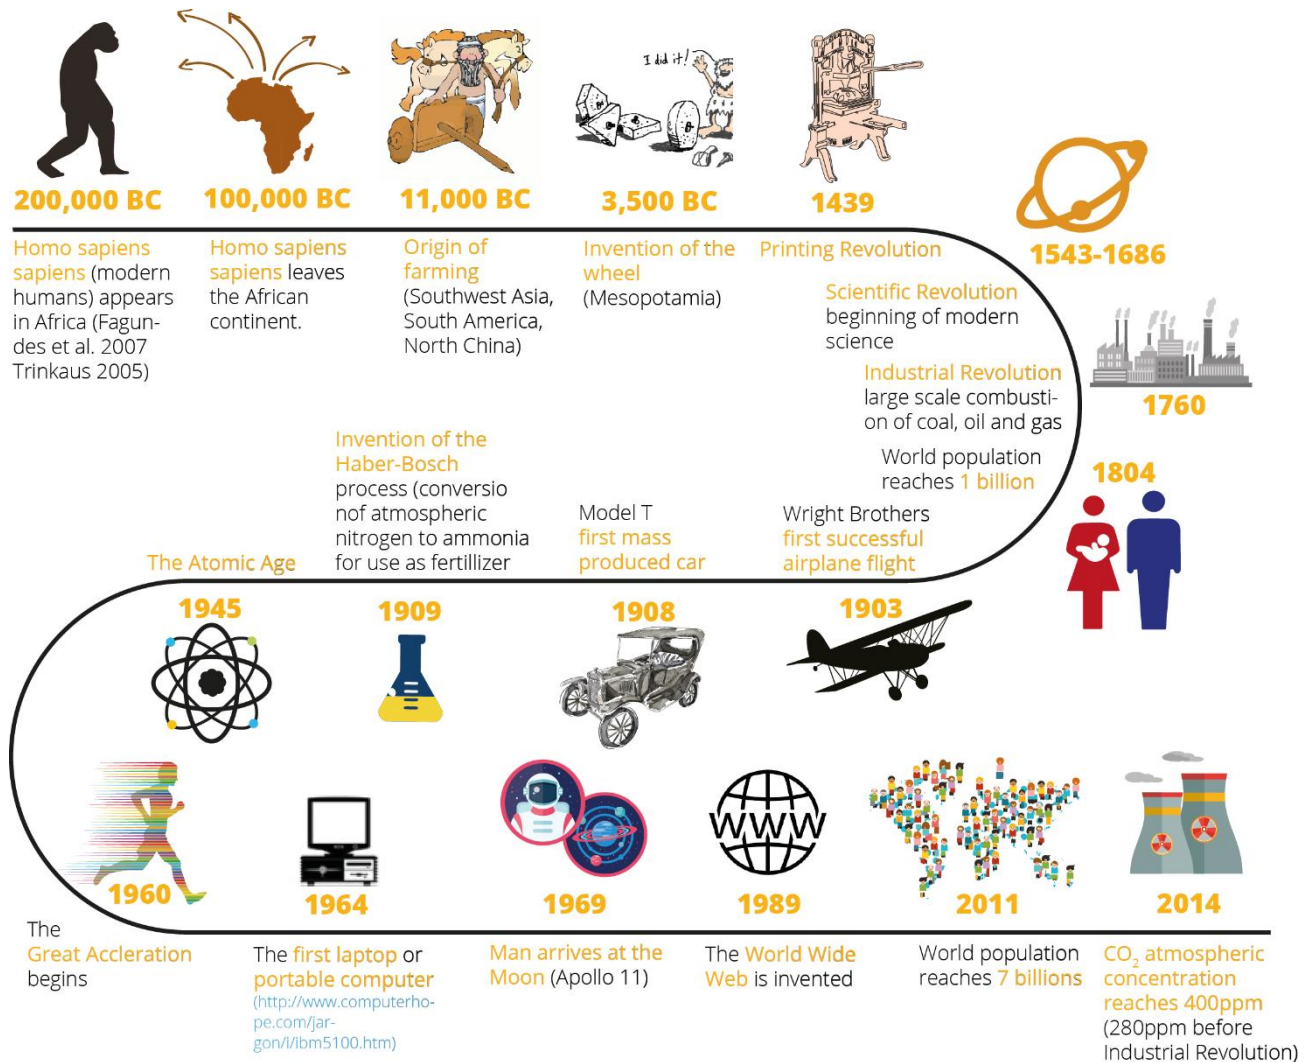 I did it!
200,000 BC
Homo sapiens
sapiens (modern
humans) appears
in Africa (Fagun-
des et al. 2007
Trinkaus 2005)
100,000 BC
Homo sapiens
sapiens leaves
the African
continent.
11,000 BC
Origin of
farming
(Southwest Asia,
South America,
North China)
3,500 BC
Invention of the
wheel
(Mesopotamia)
1439
Printing Revolution
1543-1686
Scientific Revolution
beginning of modern
science
1760
Industrial Revolution
large scale combusti-
on of coal, oil and gas
1804
World population
reaches 1 billion
Wright Brothers
first successful
airplane flight
1903
Model T
first mass
produced car
1908
Invention of the
Haber-Bosch
process (conversio
nof atmospheric
nitrogen to ammonia
for use as fertillizer
1909
The Atomic Age
1945
1960
The
Great Accleration
begins
1964
The first laptop or
portable computer
(http://www.computerho-
pe.com/jar-
gon/i/ibm5100.htm)
1969
Man arrives at the
Moon (Apollo 11)
WWW
1989
The World Wide
Web is invented
2011
World population
reaches 7 billions
2014
CO₂ atmospheric
concentration
reaches 400ppm
(280ppm before
Industrial Revolution)